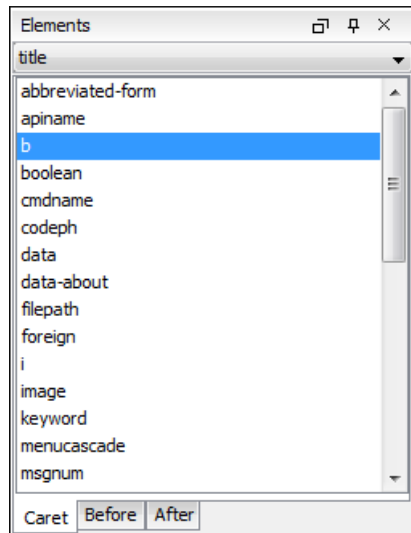 Elements
title
abbreviated-form
apiname
b
boolean
cmdname
codeph
data
data-about
filepath
foreign
i
image
keyword
menucascade
msgnum
Caret Before After